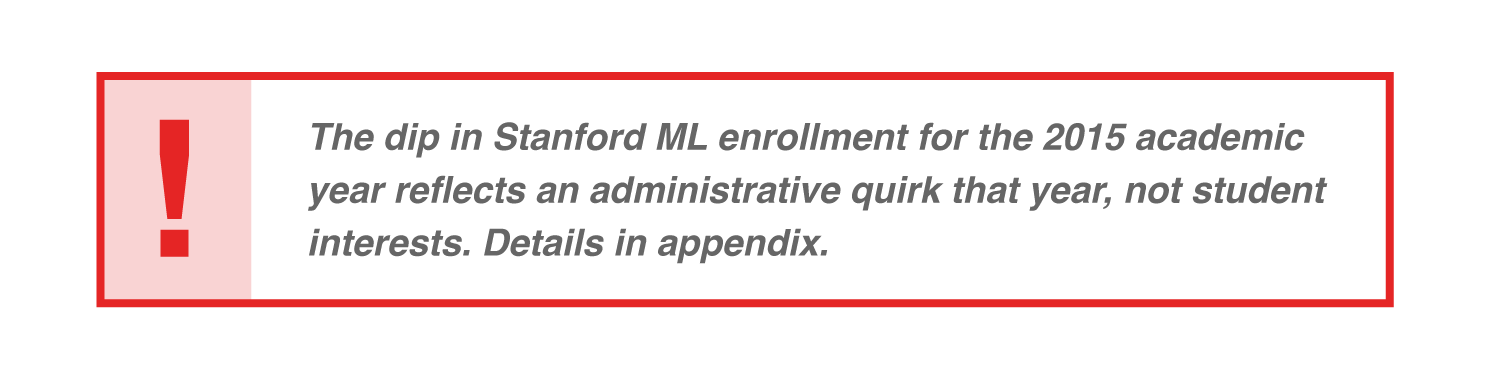 !
The dip in Stanford ML enrollment for the 2015 academic
year reflects an administrative quirk that year, not student
interests. Details in appendix.